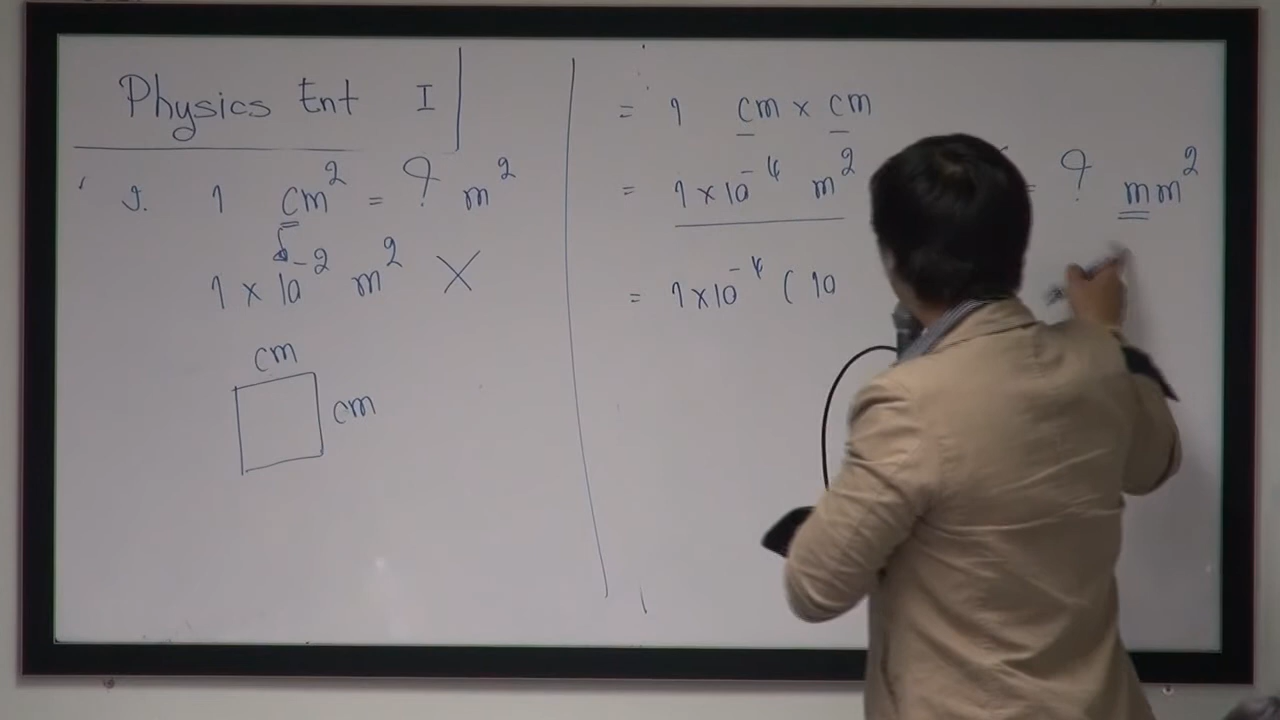 Physics Ent I
1 cm² = ? m²
1 × 10⁻² m² X
cm
cm
= 1 cm × cm
= 1×10⁻⁴ m²
= ? mm²
= 1×10⁻⁴ ( 10